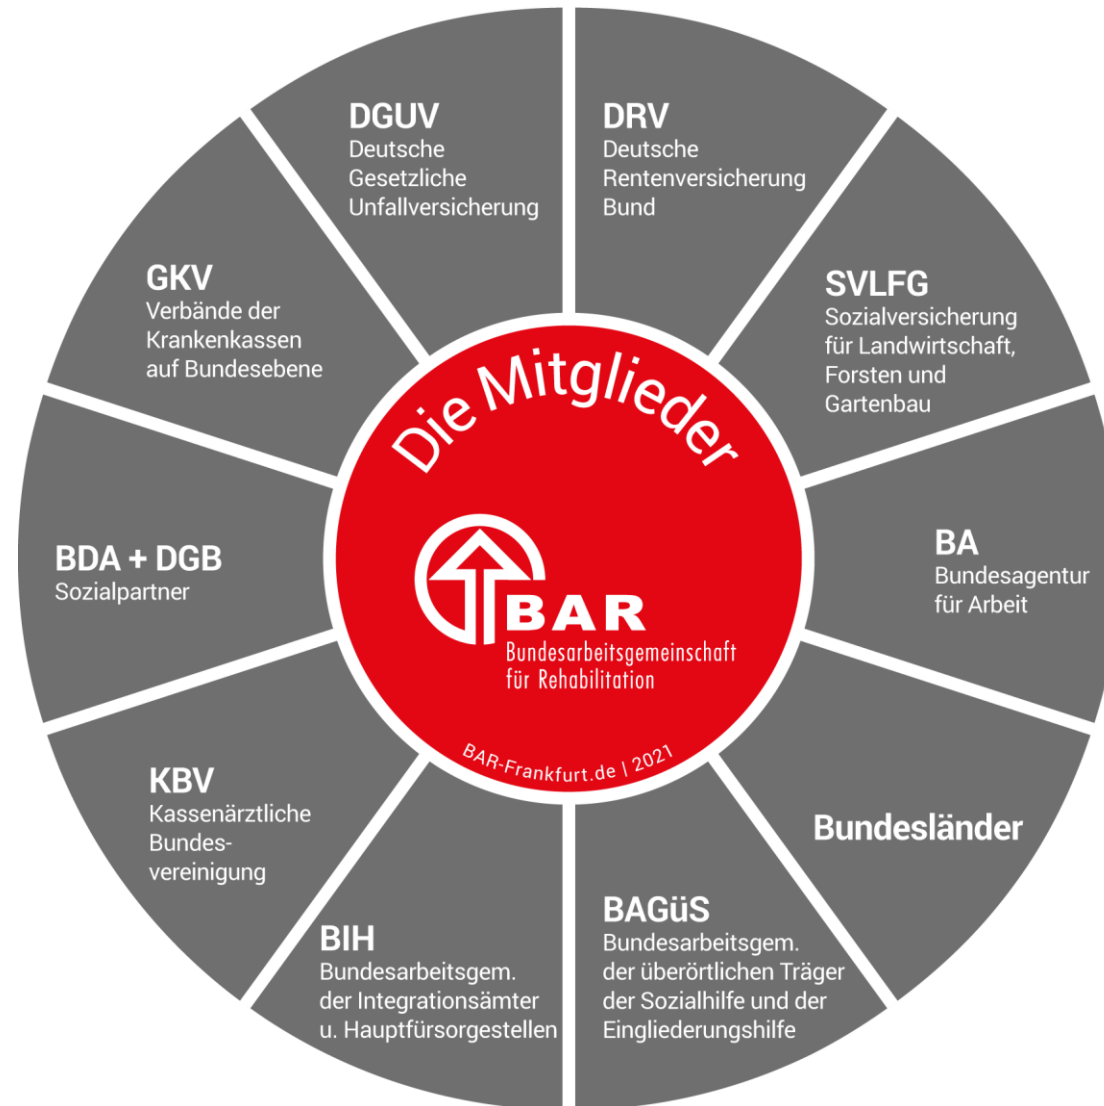 DGUV
Deutsche
Gesetzliche
Unfallversicherung
DRV
Deutsche
Rentenversicherung
Bund
SVLFG
Sozialversicherung
für Landwirtschaft,
Forsten und
Gartenbau
BA
Bundesagentur
für Arbeit
Bundesländer
BAGüS
Bundesarbeitsgem.
der überörtlichen Träger
der Sozialhilfe und der
Eingliederungshilfe
BIH
Bundesarbeitsgem.
der Integrationsämter
u. Hauptfürsorgestellen
KBV
Kassenärztliche
Bundes-
vereinigung
BDA + DGB
Sozialpartner
GKV
Verbände der
Krankenkassen
auf Bundesebene
Die Mitglieder
BAR
Bundesarbeitsgemeinschaft
für Rehabilitation
BAR-Frankfurt.de | 2021